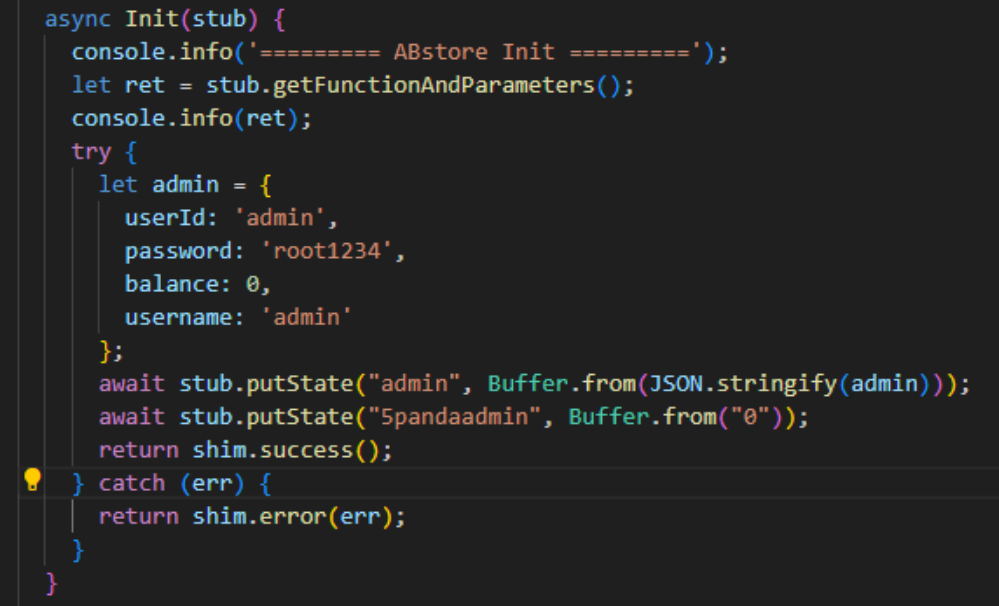 async Init(stub) {
console.info('========= ABstore Init =========');
let ret = stub.getFunctionAndParameters();
console.info(ret);
try {
let admin = {
userId: 'admin',
password: 'root1234',
balance: 0,
username: 'admin'
};
await stub.putState("admin", Buffer.from(JSON.stringify(admin)));
await stub.putState("5pandaadmin", Buffer.from("0"));
return shim.success();
} catch (err) {
return shim.error(err);
}
}